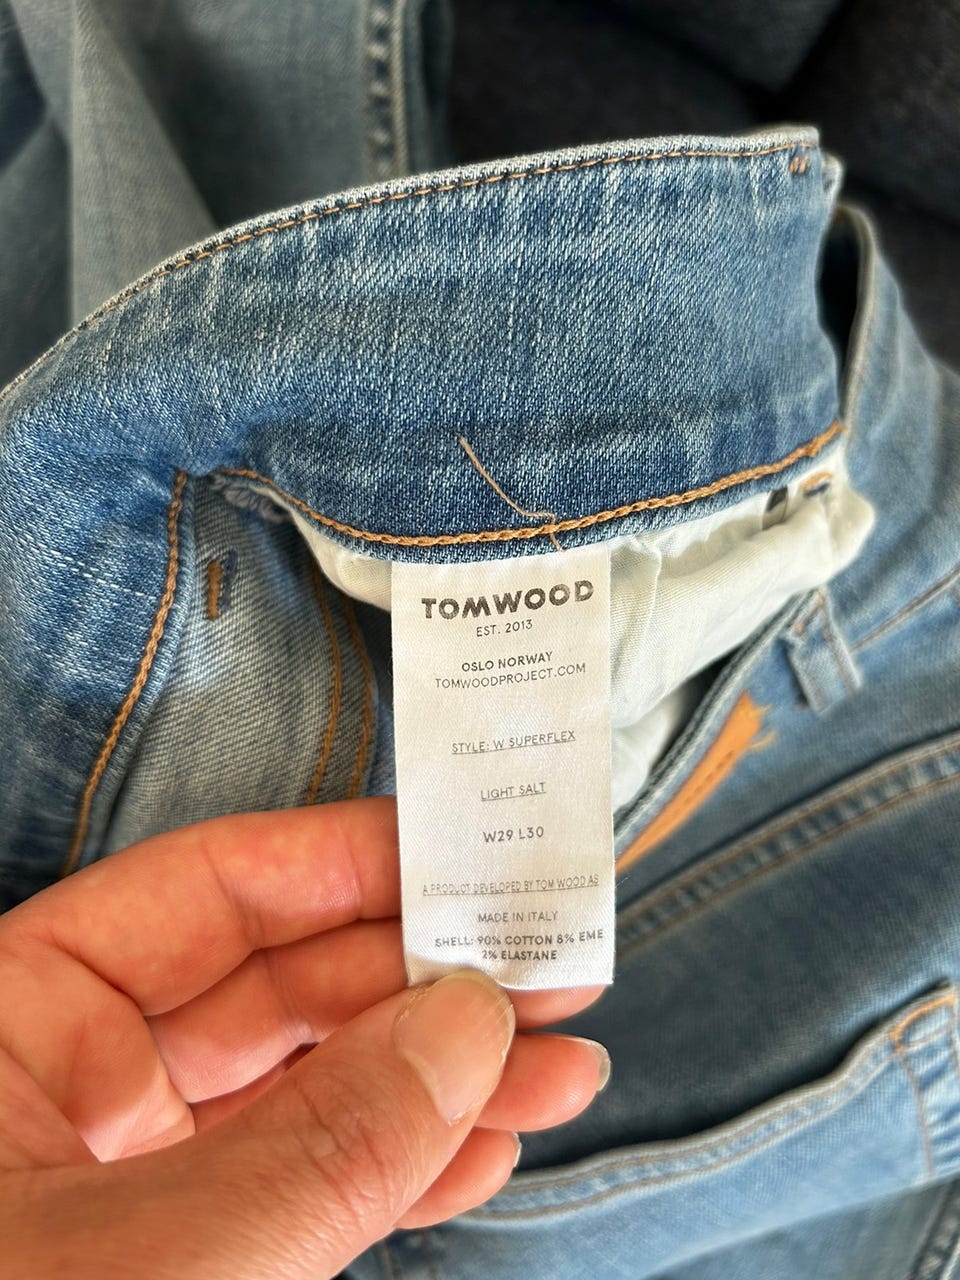 TOMWOOD
EST. 2013
OSLO NORWAY
TOMWOODPROJECT.COM
STYLE: W SUPERFLEX
LIGHT SALT
W29 L30
A PRODUCT DEVELOPED BY TOM WOOD AS
MADE IN ITALY
SHELL: 90% COTTON 8% EME
2% ELASTANE